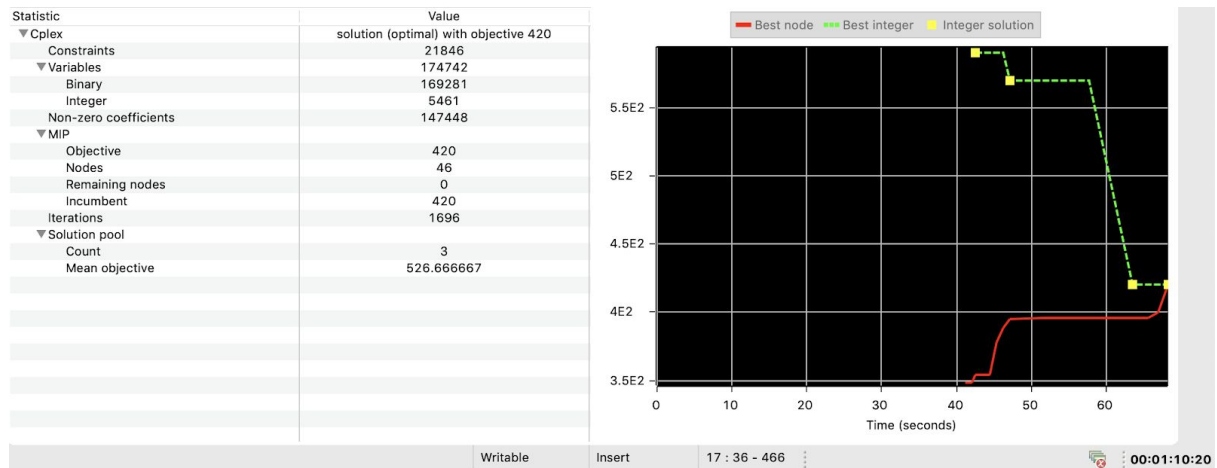 Statistic Value
Cplex solution (optimal) with objective 420
Constraints 21846
Variables 174742
Binary 169281
Integer 5461
Non-zero coefficients 147448
MIP
Objective 420
Nodes 46
Remaining nodes 0
Incumbent 420
Iterations 1696
Solution pool
Count 3
Mean objective 526.666667
Best node Best integer Integer solution
5.5E2
5E2
4.5E2
4E2
3.5E2
0 10 20 30 40 50 60
Time (seconds)
Writable Insert 17 : 36 - 466 00:01:10:20